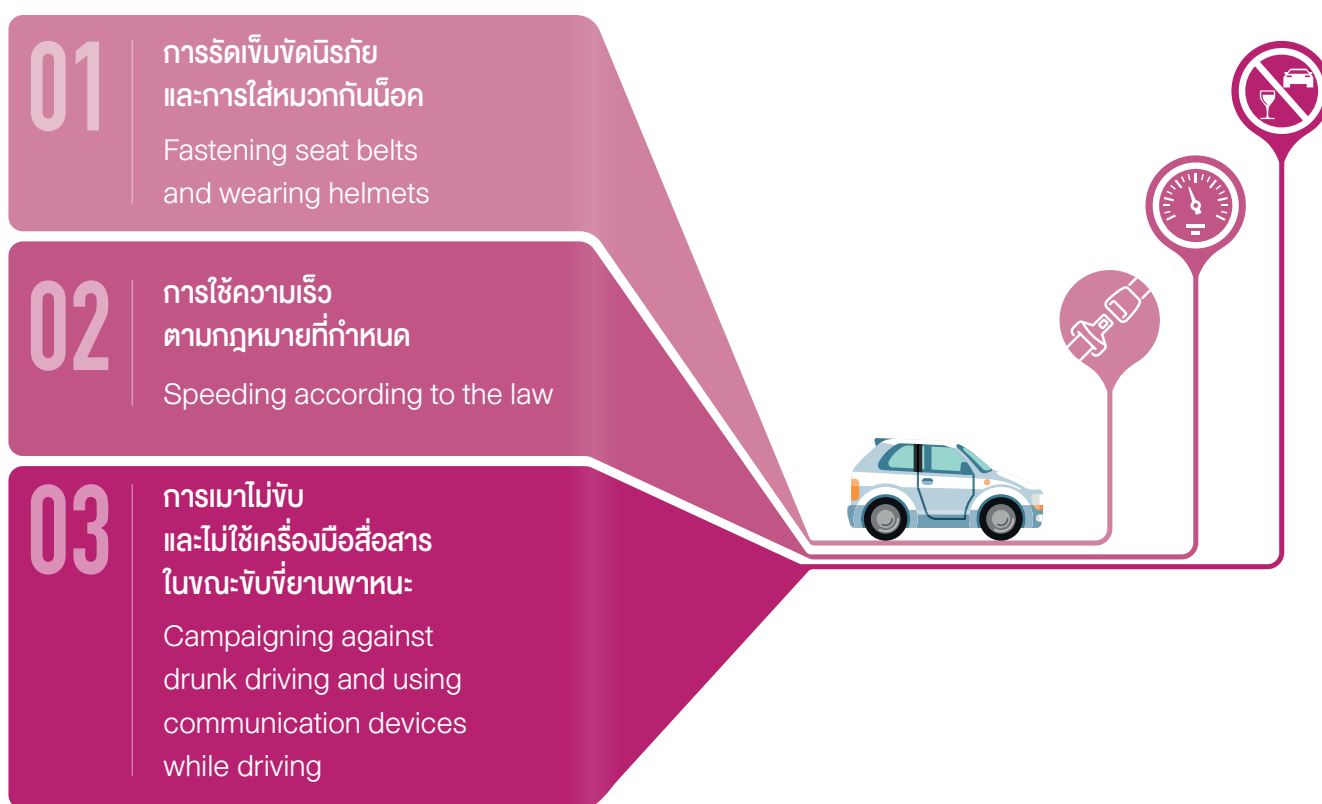 01
การรัดเข็มขัดนิรภัย
และการใส่หมวกกันน็อค
Fastening seat belts
and wearing helmets
02
การใช้ความเร็ว
ตามกฎหมายที่กำหนด
Speeding according to the law
03
การเมาไม่ขับ
และไม่ใช้เครื่องมือสื่อสาร
ในขณะขับขี่ยานพาหนะ
Campaigning against
drunk driving and using
communication devices
while driving